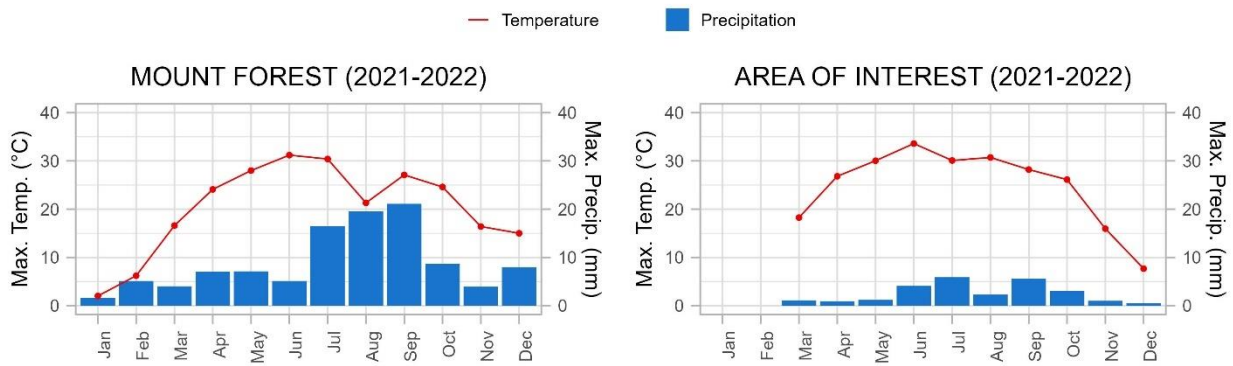 Temperature Precipitation
MOUNT FOREST (2021-2022)
40
30
20
10
0
Max. Temp. (°C)
40
30
20
10
0
Max. Precip. (mm)
Jan Feb Mar Apr May Jun Jul Aug Sep Oct Nov Dec
AREA OF INTEREST (2021-2022)
40
30
20
10
0
Max. Temp. (°C)
40
30
20
10
0
Max. Precip. (mm)
Jan Feb Mar Apr May Jun Jul Aug Sep Oct Nov Dec